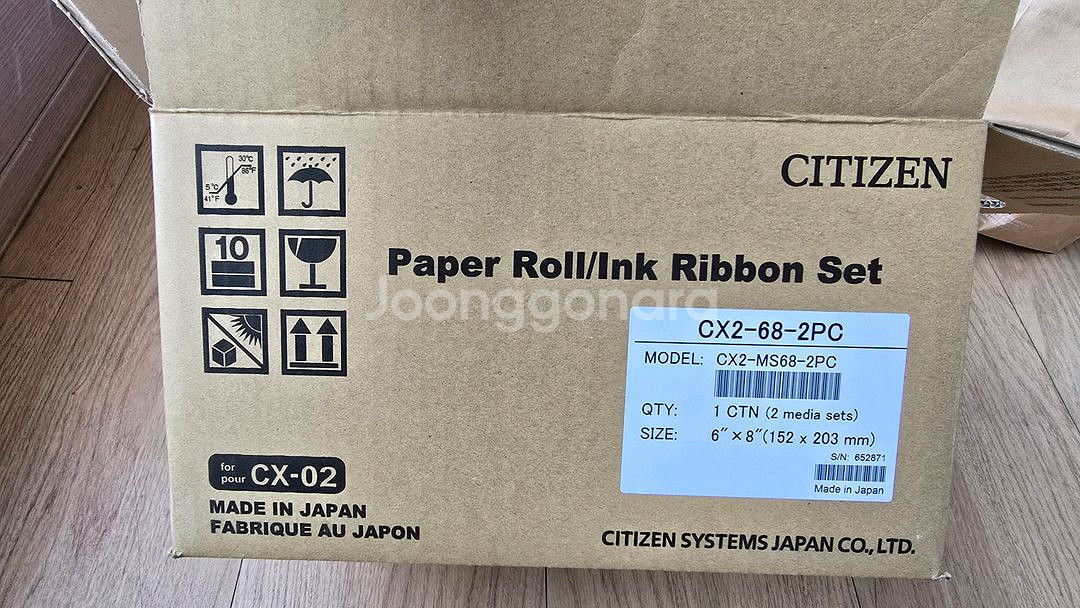 30°C
86°F
5°C
41°F
10
CITIZEN
Paper Roll/Ink Ribbon Set
Joonggonara
CX2-68-2PC
MODEL: CX2-MS68-2PC
QTY: 1 CTN (2 media sets)
SIZE: 6″×8″(152 x 203 mm)
S/N: 652871
Made in Japan
for
pour
CX-02
MADE IN JAPAN
FABRIQUE AU JAPON
CITIZEN SYSTEMS JAPAN CO., LTD.